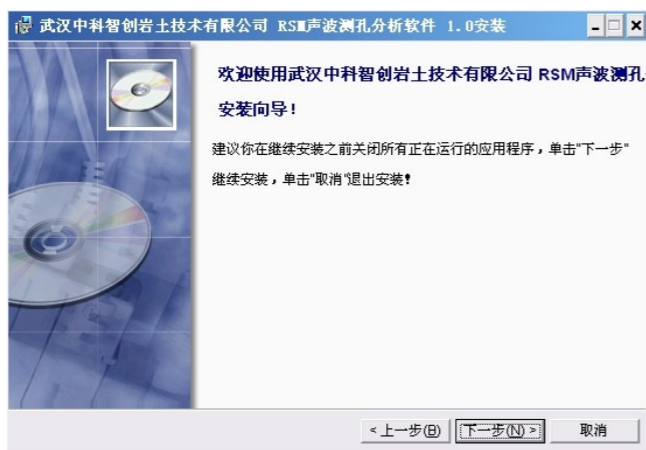 武汉中科智创岩土技术有限公司 RSM声波测孔分析软件 1.0安装
欢迎使用武汉中科智创岩土技术有限公司 RSM声波测孔
安装向导！
建议你在继续安装之前关闭所有正在运行的应用程序，单击"下一步"
继续安装，单击"取消"退出安装！
<上一步(B)
下一步(N) >
取消